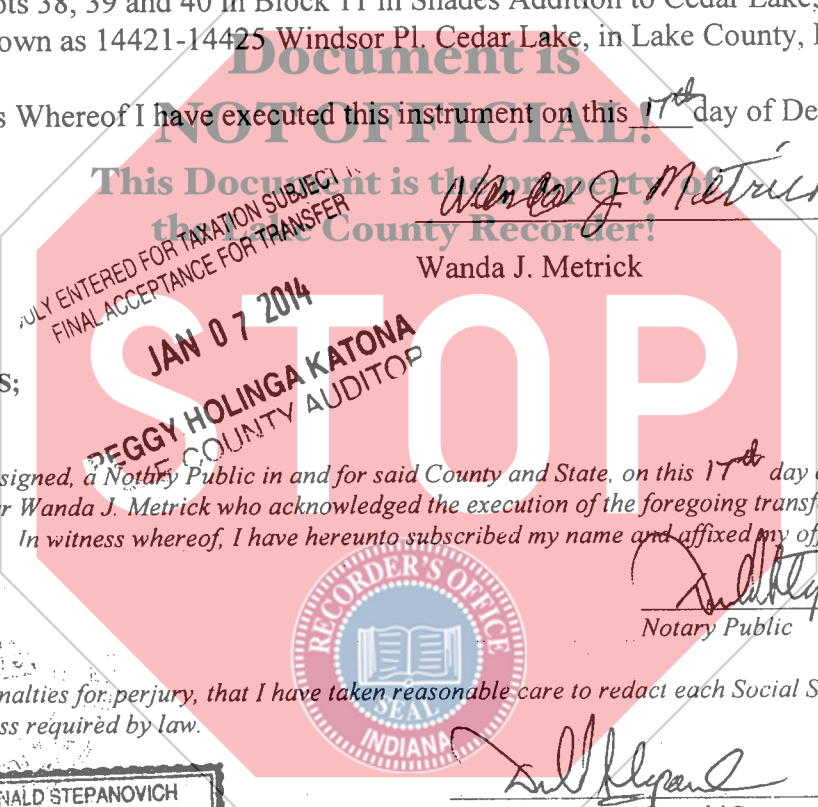 ots 38, 39 and 40 in Block 11 in Shades Addition to Cedar Lake,
own as 14421-14425 Windsor Pl. Cedar Lake, in Lake County, I
Document is
NOT OFFICIAL!
This Document is the property of
the Lake County Recorder!
s Whereof I have executed this instrument on this 17th day of De
Wanda J. Metrick
Wanda J. Metrick
ULY ENTERED FOR TAXATION SUBJECT
FINAL ACCEPTANCE FOR TRANSFER
JAN 07 2014
PEGGY HOLINGA KATONA
E COUNTY AUDITOR
STOP
S;
signed, a Notary Public in and for said County and State, on this 17th day
r Wanda J. Metrick who acknowledged the execution of the foregoing transf
In witness whereof, I have hereunto subscribed my name and affixed my off
Notary Public
RECORDER'S OFFICE
SEAL
INDIANA
nalties for perjury, that I have taken reasonable care to redact each Social S
ss required by law.
NALD STEPANOVICH